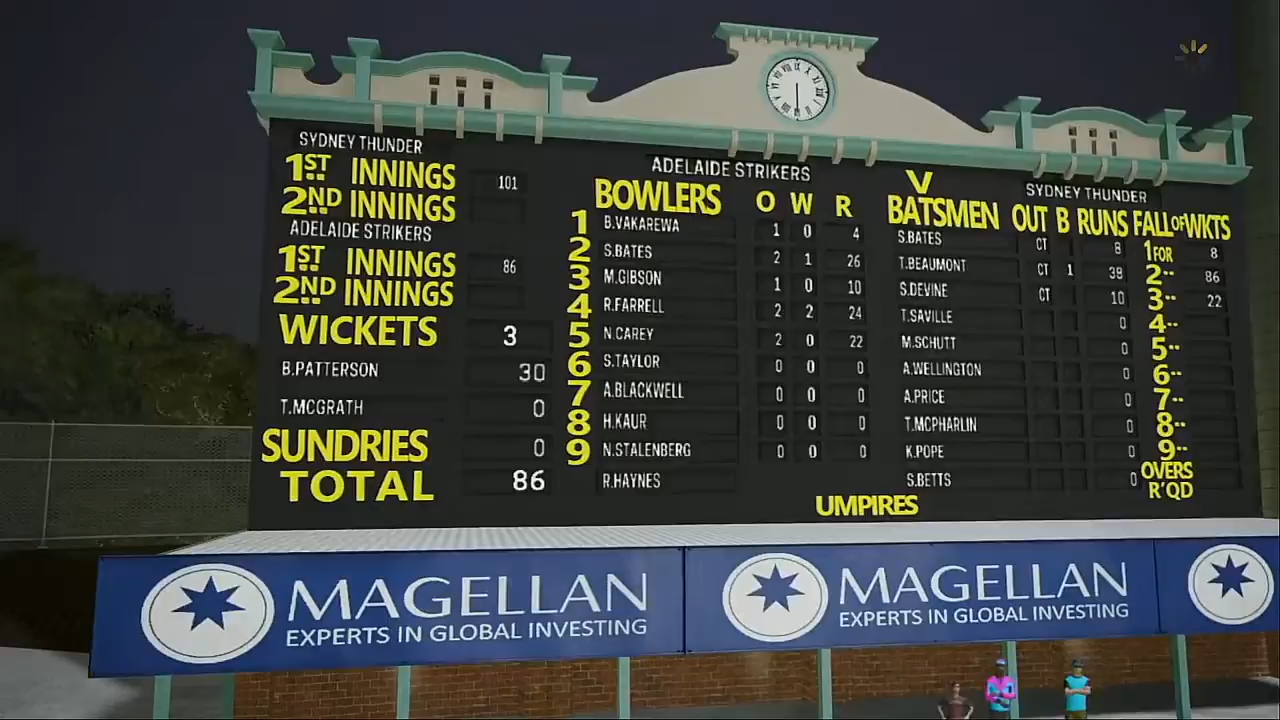 SYDNEY THUNDER
1ST INNINGS 101
2ND INNINGS
ADELAIDE STRIKERS
1ST INNINGS 86
2ND INNINGS
WICKETS 3
B.PATTERSON 30
T.MCGRATH 0
SUNDRIES 0
TOTAL 86
ADELAIDE STRIKERS V SYDNEY THUNDER
BOWLERS O W R
1 B.VAKAREWA 1 0 4
2 S.BATES 2 1 26
3 M.GIBSON 1 0 10
4 R.FARRELL 2 2 24
5 N.CAREY 2 0 22
6 S.TAYLOR 0 0 0
7 A.BLACKWELL 0 0 0
8 H.KAUR 0 0 0
9 N.STALENBERG 0 0 0
R.HAYNES
BATSMEN OUT B RUNS FALL OF WKTS
S.BATES CT 8 1 FOR 8
T.BEAUMONT CT 1 39 2" 86
S.DEVINE CT 10 3" 22
T.SAVILLE 0 4"
M.SCHUTT 0 5"
A.WELLINGTON 0 6"
A.PRICE 0 7"
T.MCPHARLIN 0 8"
K.POPE 0 9"
S.BETTS 0 OVERS R'QD
UMPIRES
MAGELLAN
EXPERTS IN GLOBAL INVESTING
MAGELLAN
EXPERTS IN GLOBAL INVESTING